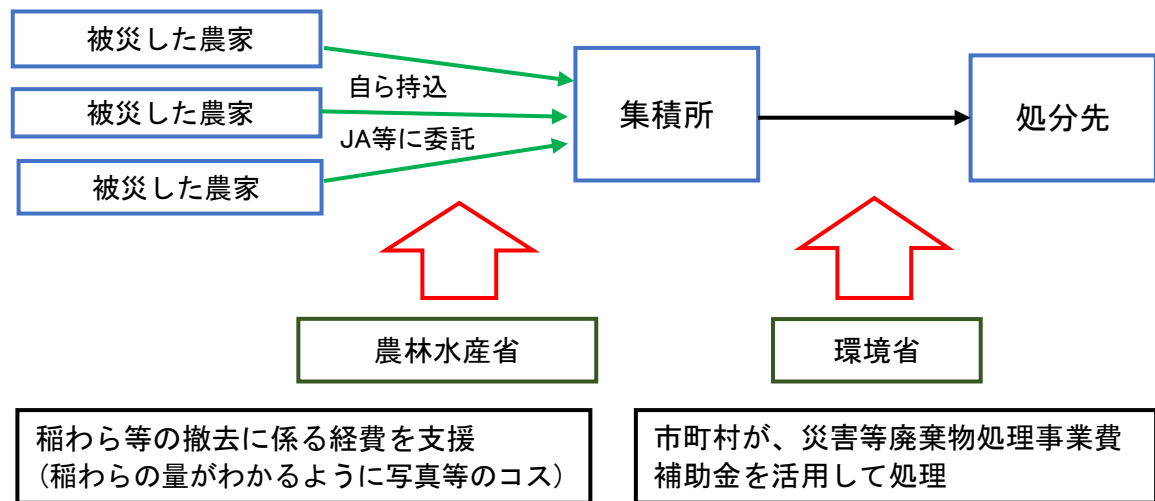 被災した農家
被災した農家
被災した農家
自ら持込
JA等に委託
集積所
処分先
農林水産省
環境省
稲わら等の撤去に係る経費を支援
(稲わらの量がわかるように写真等のコス)
市町村が、災害等廃棄物処理事業費
補助金を活用して処理